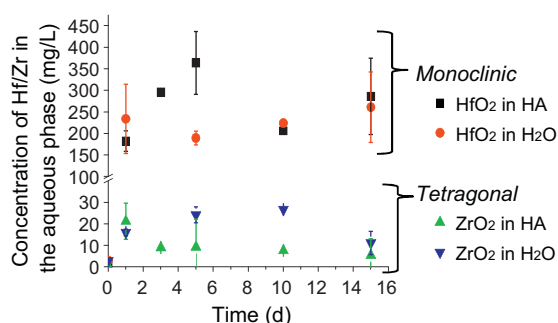 Concentration of Hf/Zr in
the aqueous phase (mg/L)
450
400
350
300
250
200
150
100
30
20
10
0
0 2 4 6 8 10 12 14 16
Time (d)
Monoclinic
HfO2 in HA
HfO2 in H2O
Tetragonal
ZrO2 in HA
ZrO2 in H2O